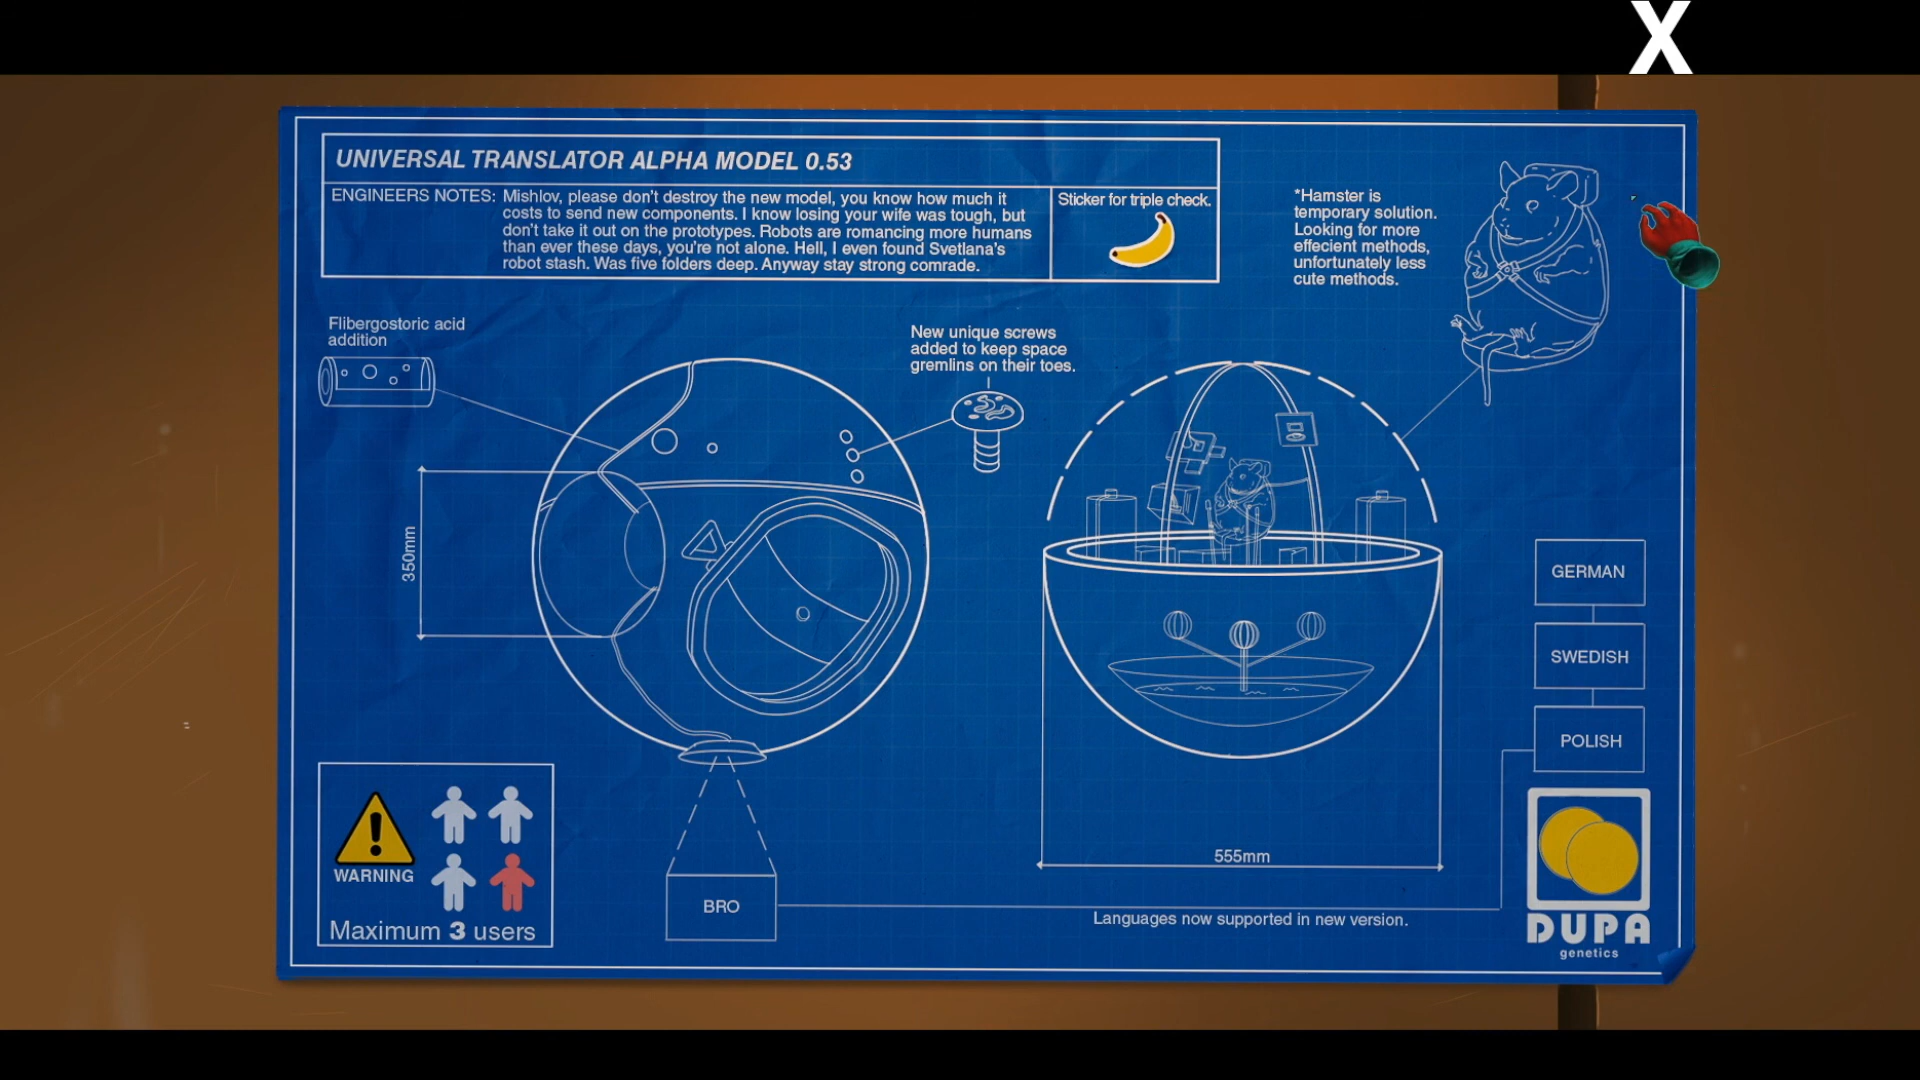 X
UNIVERSAL TRANSLATOR ALPHA MODEL 0.53
ENGINEERS NOTES: Mishlov, please don't destroy the new model, you know how much it
costs to send new components. I know losing your wife was tough, but
don't take it out on the prototypes. Robots are romancing more humans
than ever these days, you're not alone. Hell, I even found Svetlana's
robot stash. Was five folders deep. Anyway stay strong comrade.
Sticker for triple check.
*Hamster is
temporary solution.
Looking for more
effecient methods,
unfortunately less
cute methods.
Flibergostoric acid
addition
New unique screws
added to keep space
gremlins on their toes.
350mm
GERMAN
SWEDISH
POLISH
555mm
WARNING
Maximum 3 users
BRO
Languages now supported in new version.
DUPA
genetics